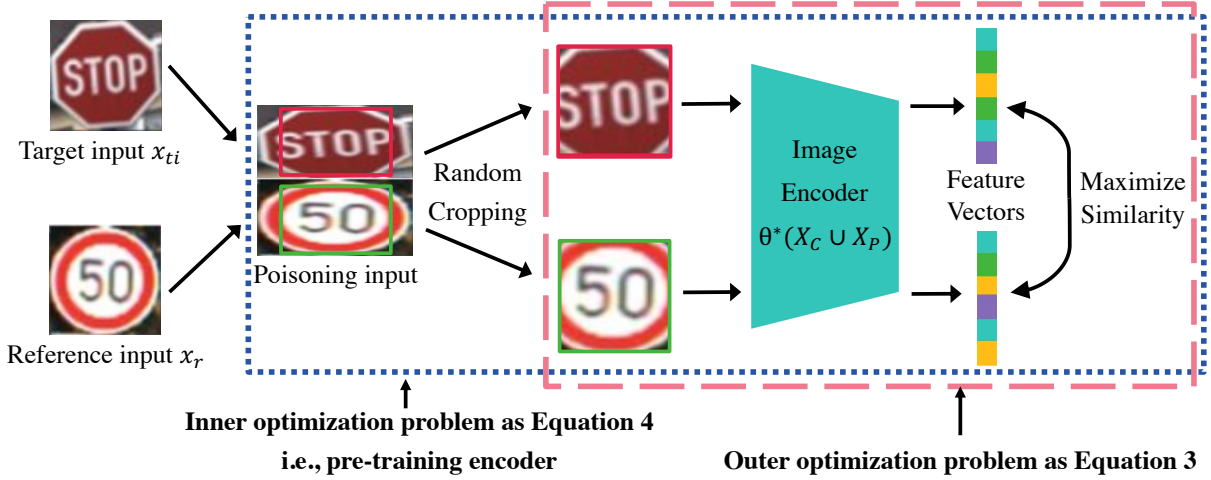 STOP
Target input x_{ti}
50
Reference input x_r
STOP
50
Poisoning input
Random
Cropping
STOP
50
Image
Encoder
θ*(X_C ∪ X_P)
Feature
Vectors
Maximize
Similarity
Inner optimization problem as Equation 4
i.e., pre-training encoder
Outer optimization problem as Equation 3